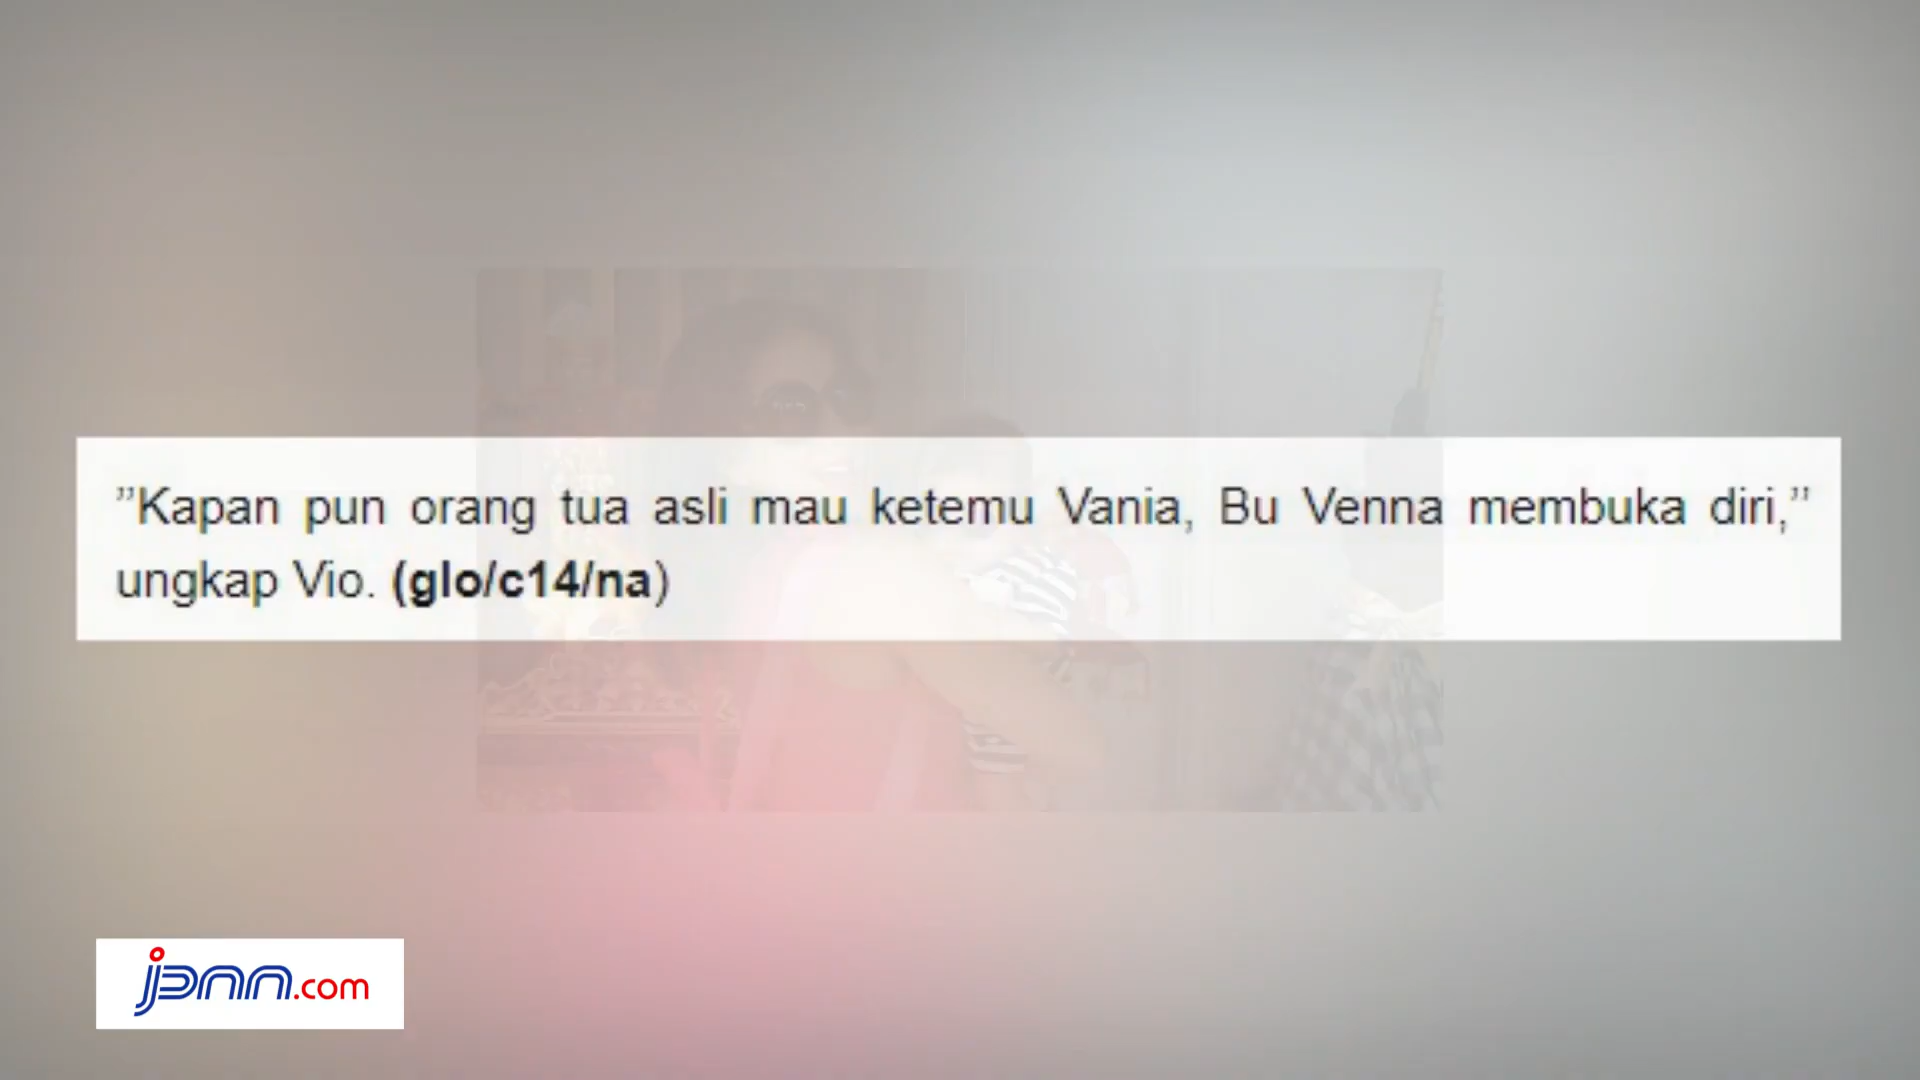 ”Kapan pun orang tua asli mau ketemu Vania, Bu Venna membuka diri,”
ungkap Vio. (glo/c14/na)
jpnn.com